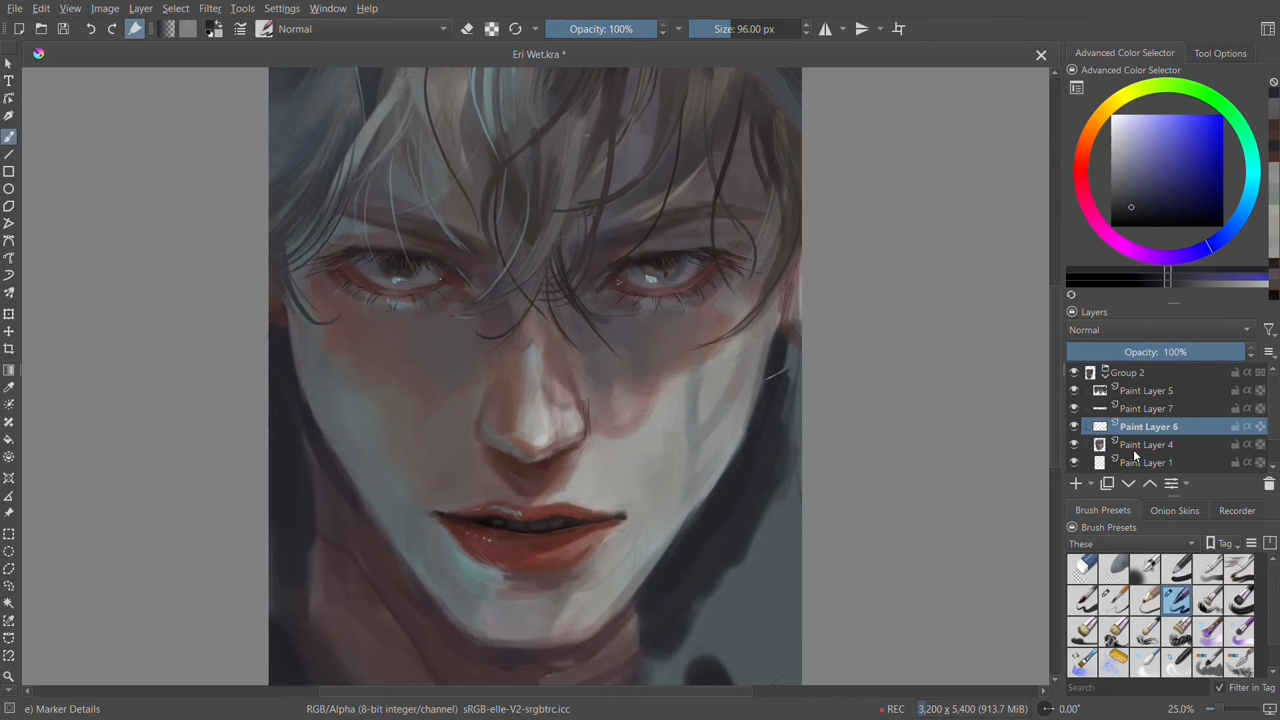 File Edit View Image Layer Select Filter Tools Settings Window Help
Normal Opacity: 100% Size: 96.00 px
Eri Wet.kra *
Advanced Color Selector Tool Options
Advanced Color Selector
Layers
Normal
Opacity: 100%
Group 2
Paint Layer 5
Paint Layer 7
Paint Layer 6
Paint Layer 4
Paint Layer 1
Brush Presets Onion Skins Recorder
Brush Presets
These Tag
Search Filter in Tag
e) Marker Details RGB/Alpha (8-bit integer/channel) sRGB-elle-V2-srgbtrc.icc REC 3,200 x 5,400 (913.7 MiB) 0.00° 25.0%